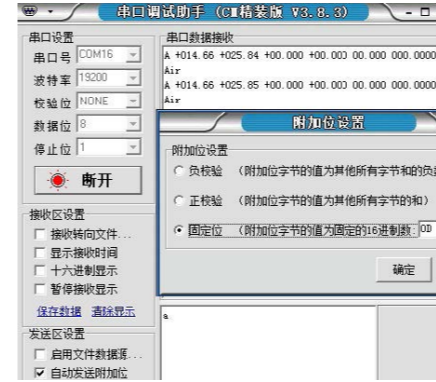 串口调试助手 (CM精装版 V3.8.3)
串口设置
串口号 COM16
波特率 19200
校验位 NONE
数据位 8
停止位 1
断开
接收区设置
接收转向文件...
显示接收时间
十六进制显示
暂停接收显示
保存数据 清除显示
发送区设置
启用文件数据源...
自动发送附加位
串口数据接收
A +014.66 +025.84 +00.000 +00.000 00.000 000.0000
Air
A +014.66 +025.85 +00.000 +00.000 00.000 000.0000
Air
附加位设置
附加位设置
负校验 (附加位字节的值为其他所有字节和的负
正校验 (附加位字节的值为其他所有字节的和)
固定位 (附加位字节的值为固定的16进制数: 0D
确定
a